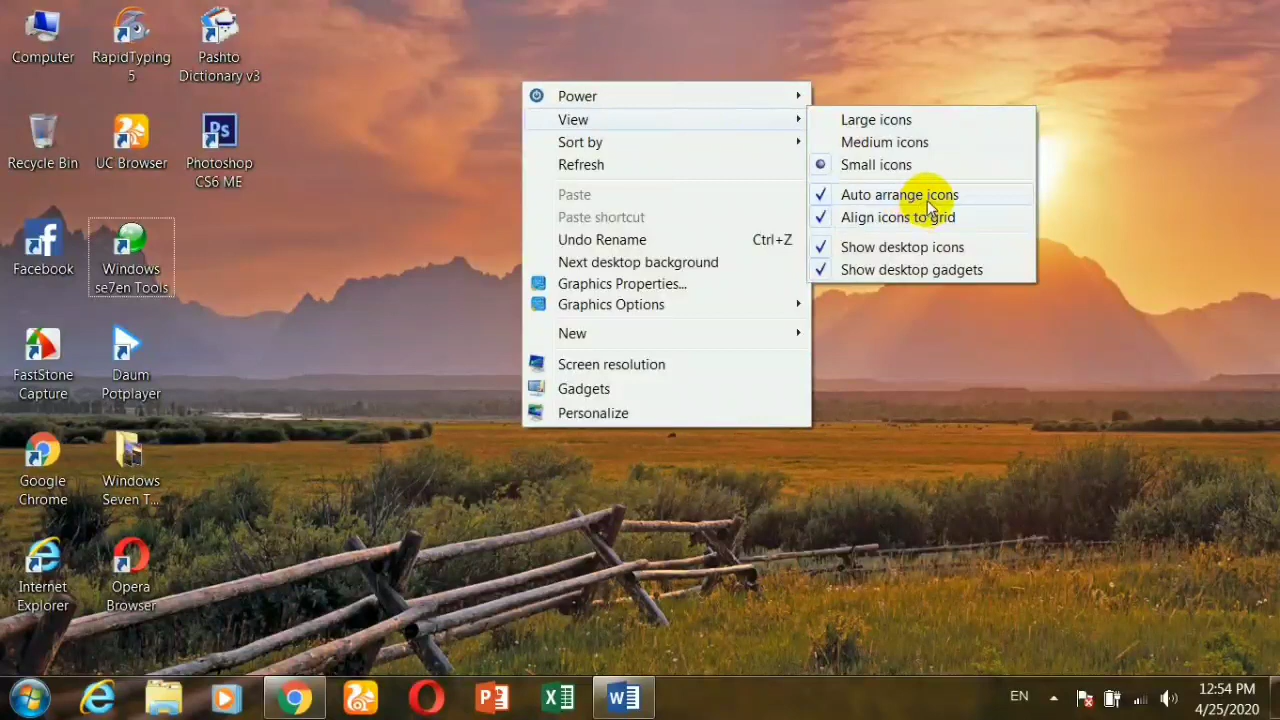 Computer
RapidTyping
5
Pashto
Dictionary v3
Recycle Bin
UC Browser
Ps
Photoshop
CS6 ME
Facebook
Windows
se7en Tools
FastStone
Capture
Daum
Potplayer
Google
Chrome
Windows
Seven T...
Internet
Explorer
Opera
Browser
Power
View
Sort by
Refresh
Paste
Paste shortcut
Undo Rename Ctrl+Z
Next desktop background
Graphics Properties...
Graphics Options
New
Screen resolution
Gadgets
Personalize
Large icons
Medium icons
Small icons
Auto arrange icons
Align icons to grid
Show desktop icons
Show desktop gadgets
EN
12:54 PM
4/25/2020